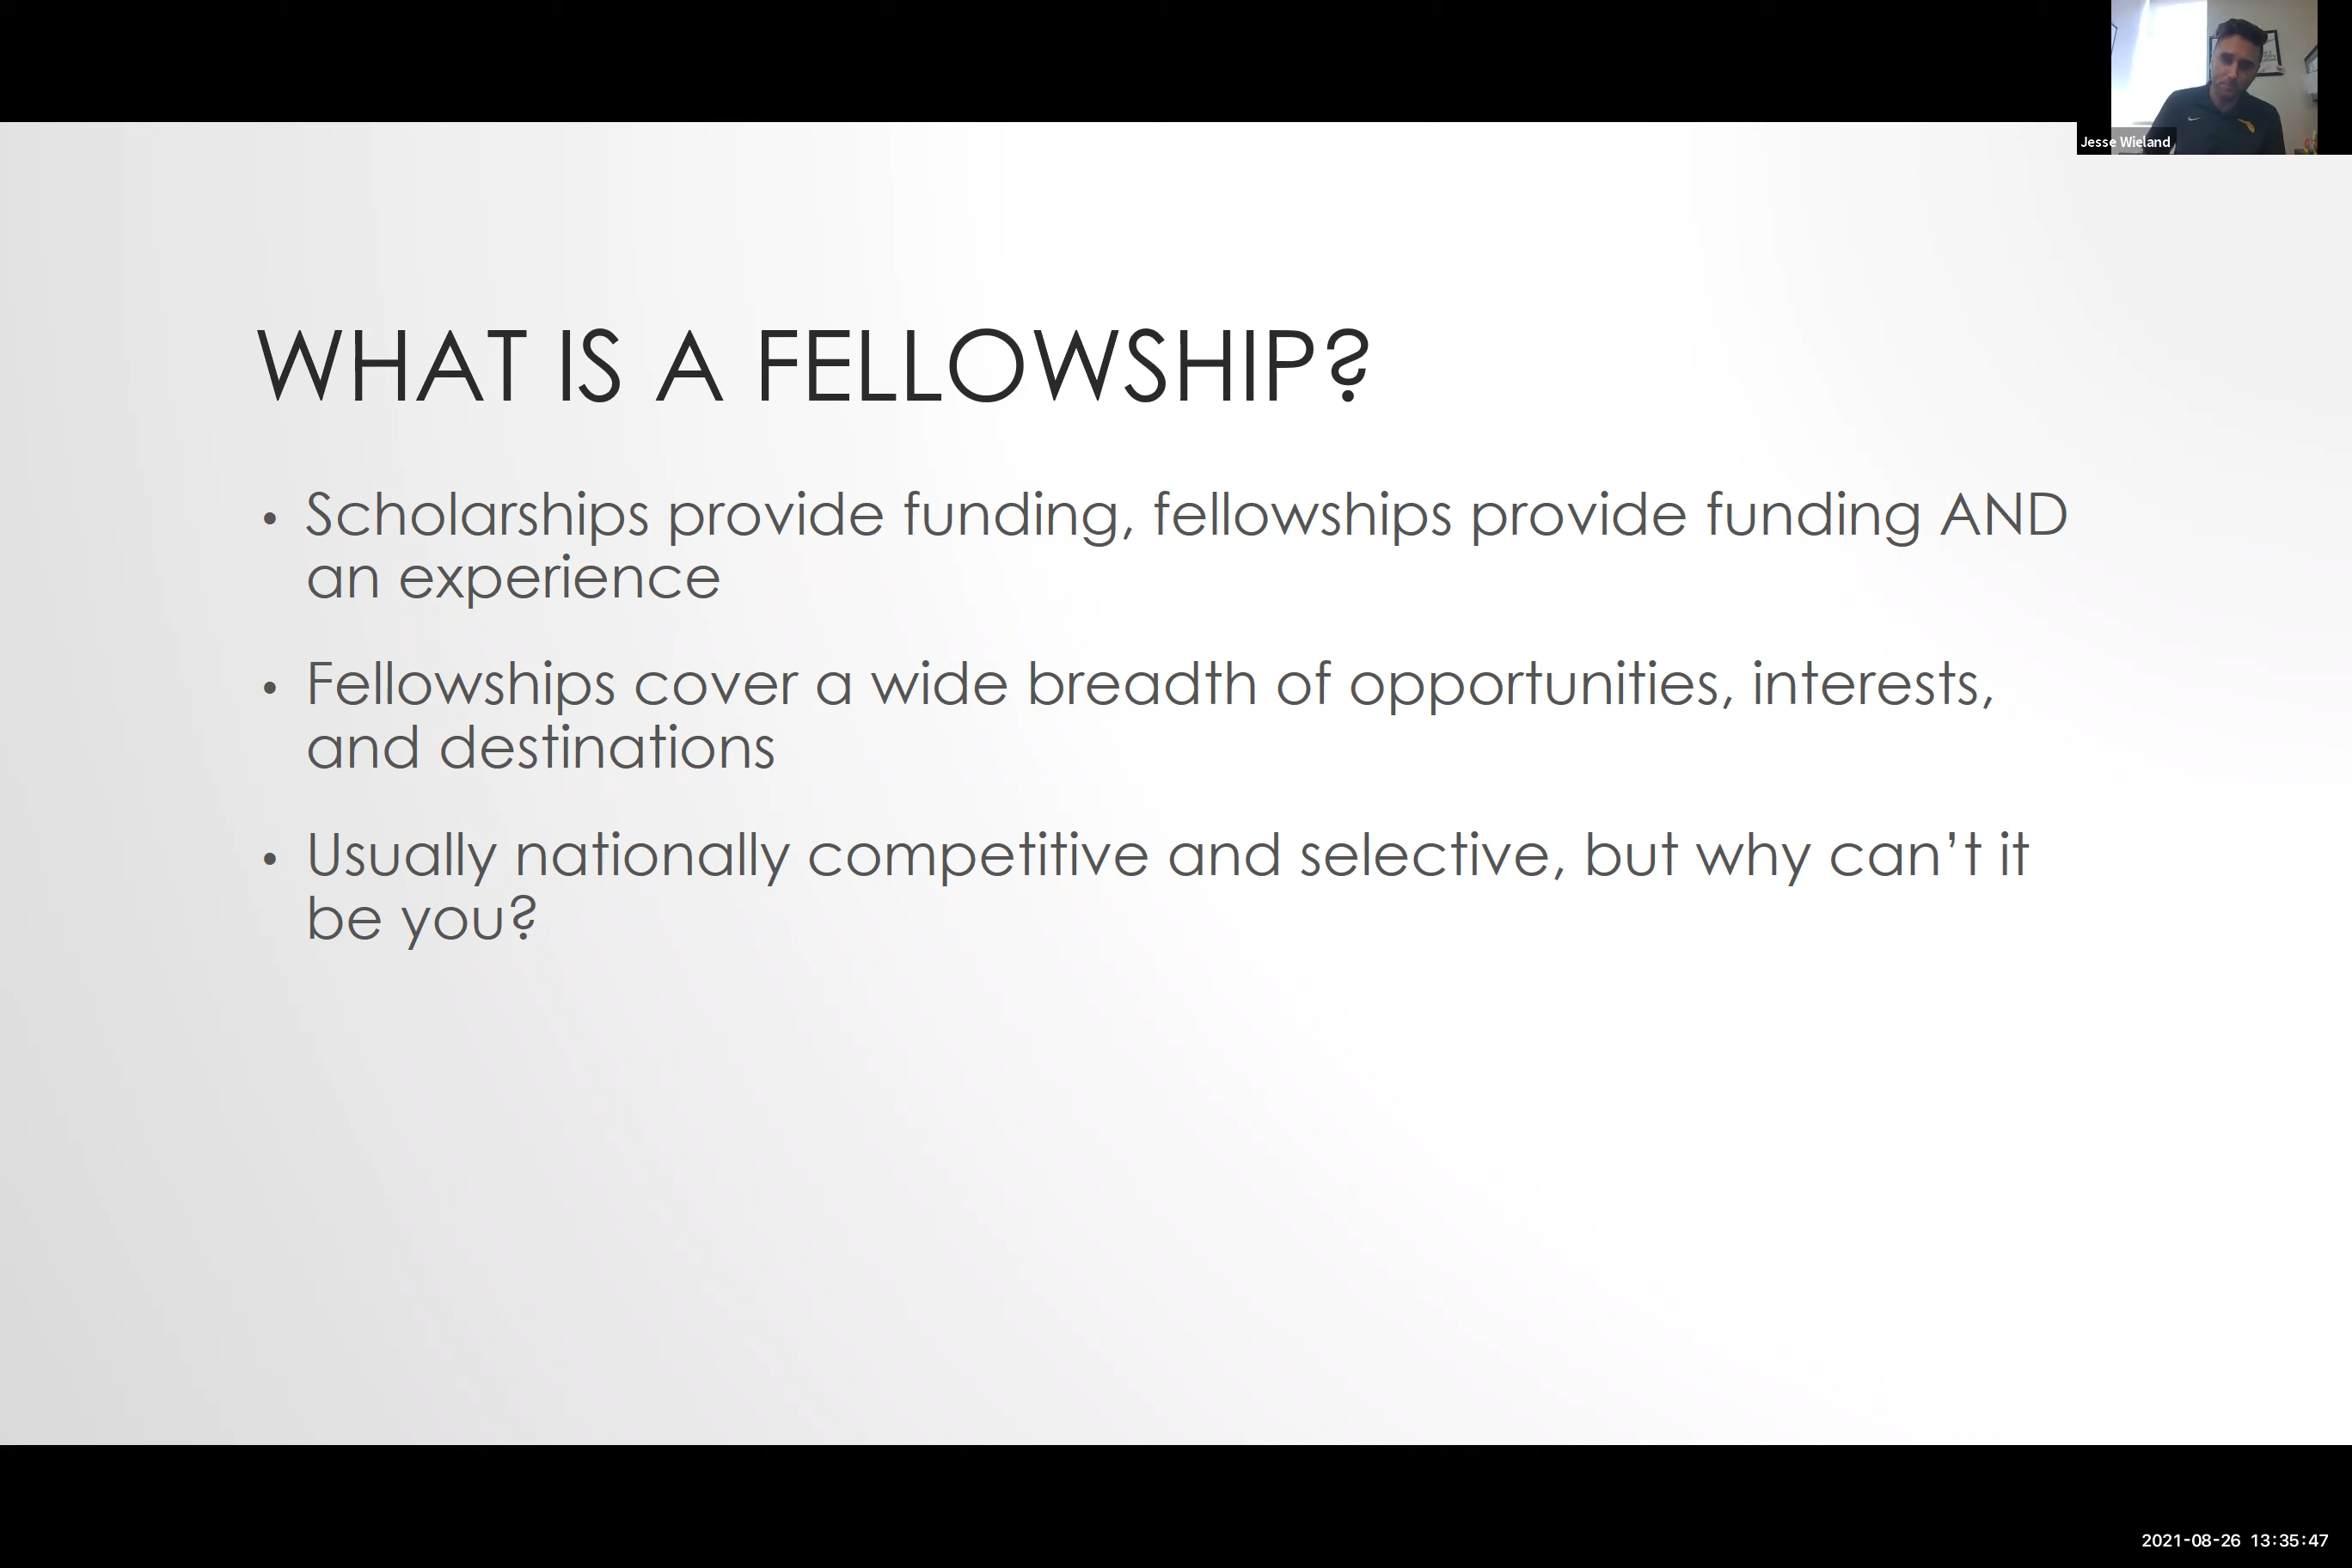 Jesse Wieland
WHAT IS A FELLOWSHIP?
• Scholarships provide funding, fellowships provide funding AND
an experience
• Fellowships cover a wide breadth of opportunities, interests,
and destinations
• Usually nationally competitive and selective, but why can’t it
be you?
2021-08-26 13:35:47